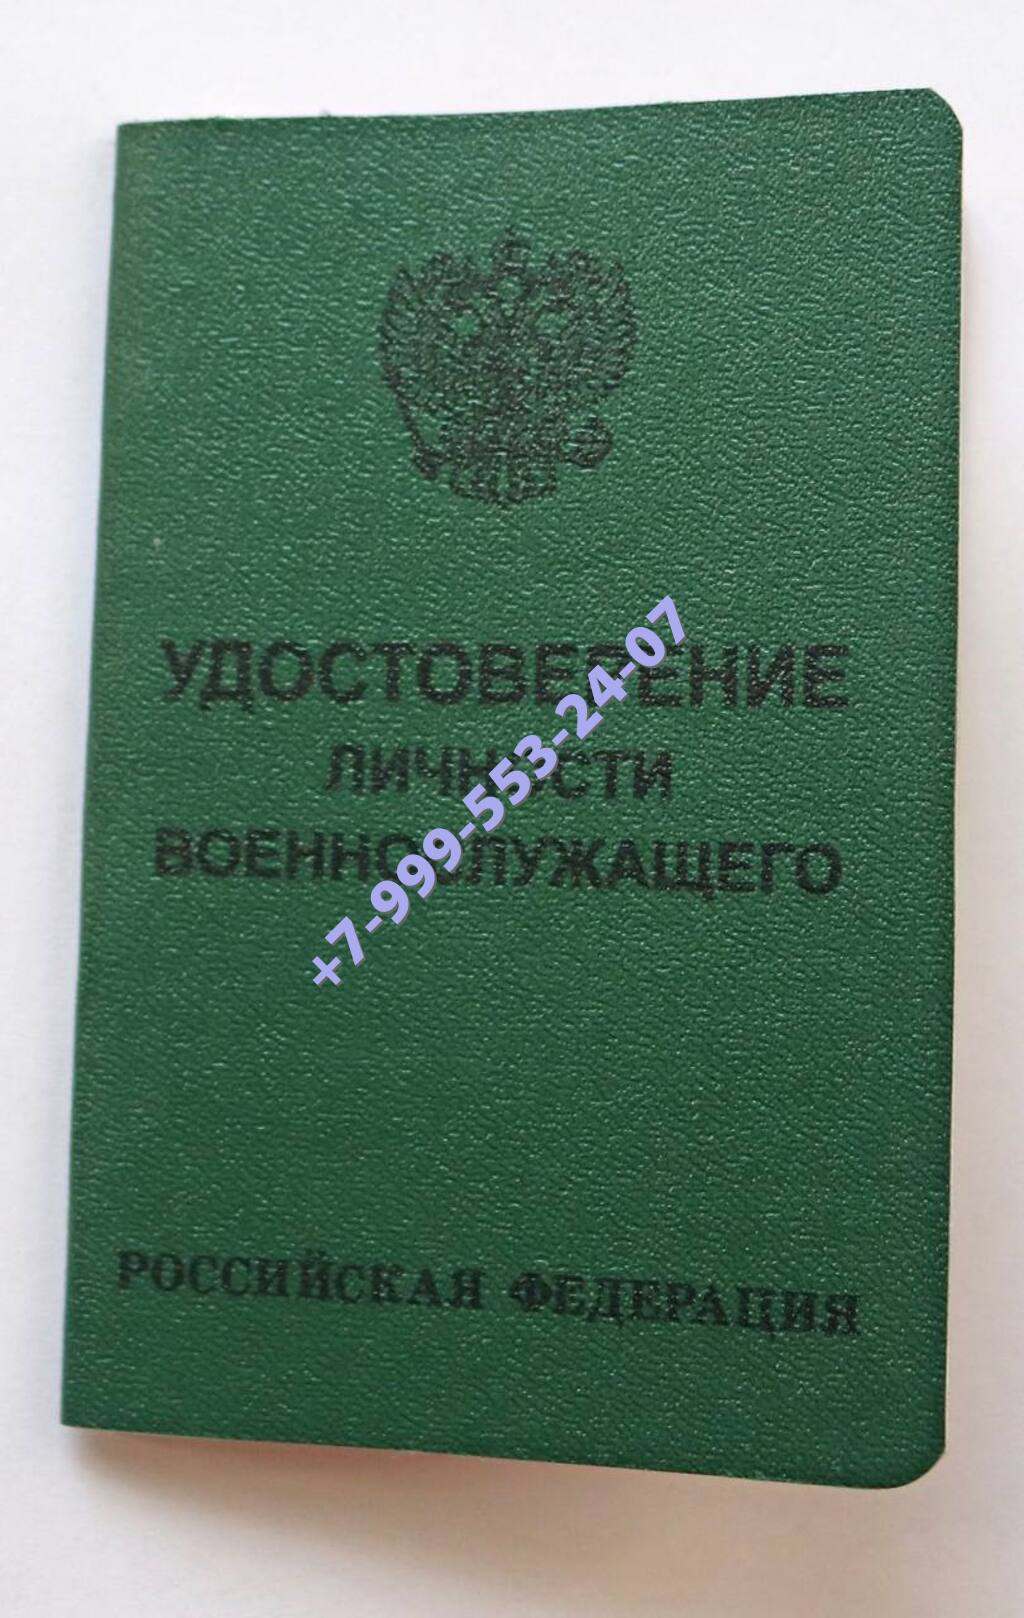 УДОСТОВЕРЕНИЕ
ЛИЧНОСТИ
ВОЕННОСЛУЖАЩЕГО
+7-999-553-24-07
РОССИЙСКАЯ ФЕДЕРАЦИЯ